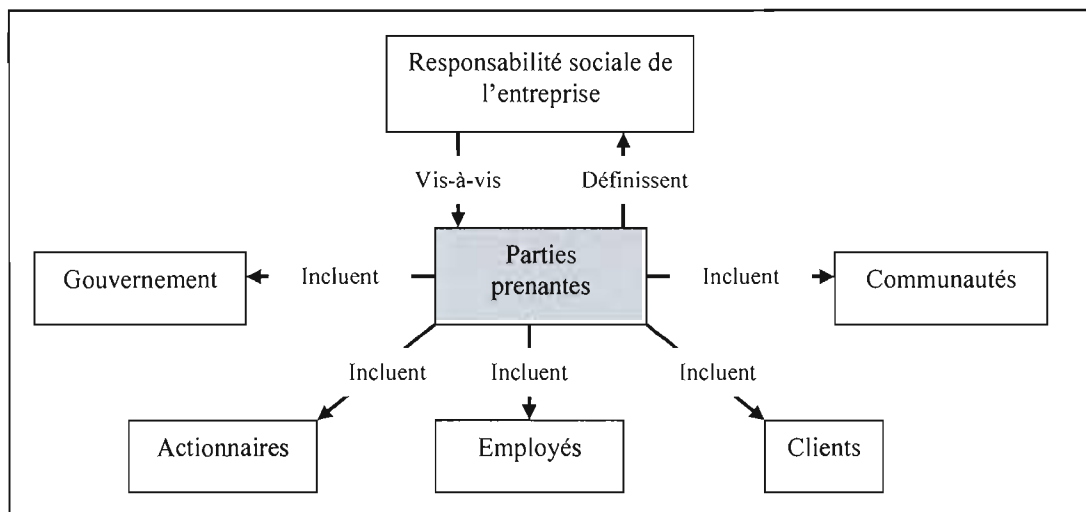 Responsabilité sociale de
l'entreprise
Vis-à-vis
Définissent
Parties
prenantes
Gouvernement
Incluent
Incluent
Communautés
Incluent
Incluent
Incluent
Actionnaires
Employés
Clients